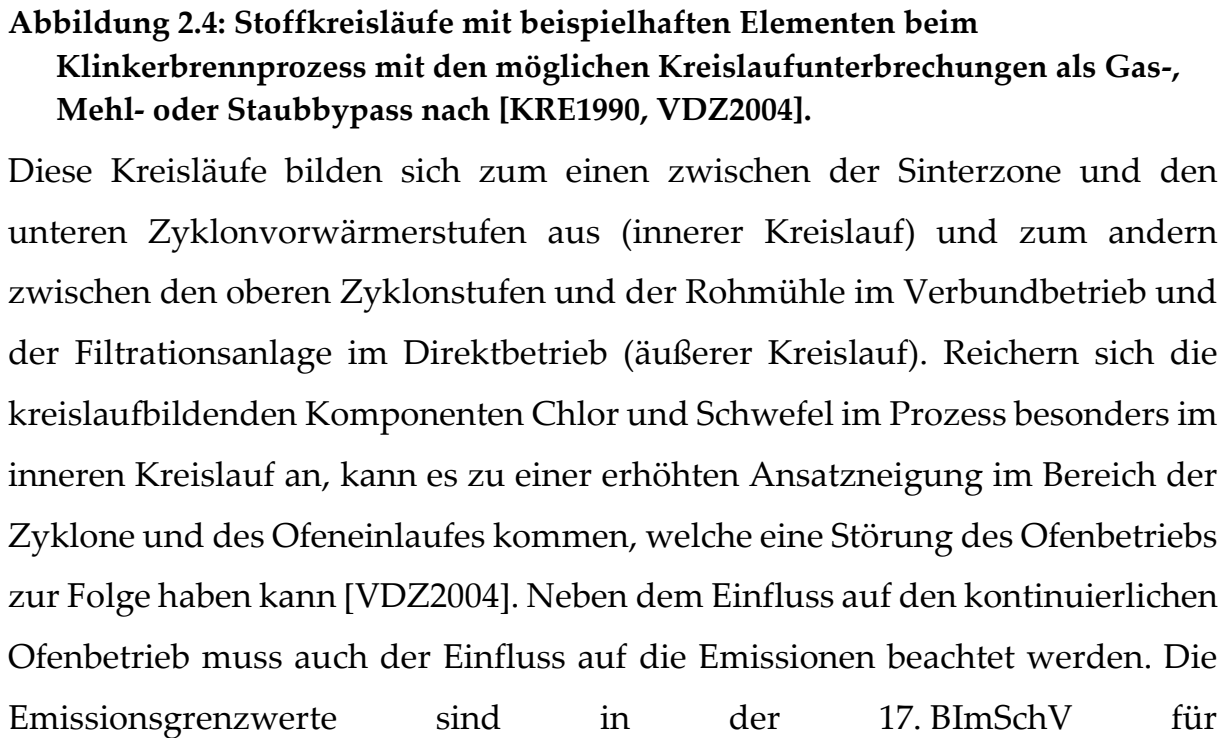 Abbildung 2.4: Stoffkreisläufe mit beispielhaften Elementen beim
Klinkerbrennprozess mit den möglichen Kreislaufunterbrechungen als Gas-,
Mehl- oder Staubbypass nach [KRE1990, VDZ2004].
Diese Kreisläufe bilden sich zum einen zwischen der Sinterzone und den
unteren Zyklonvorwärmerstufen aus (innerer Kreislauf) und zum andern
zwischen den oberen Zyklonstufen und der Rohmühle im Verbundbetrieb und
der Filtrationsanlage im Direktbetrieb (äußerer Kreislauf). Reichern sich die
kreislaufbildenden Komponenten Chlor und Schwefel im Prozess besonders im
inneren Kreislauf an, kann es zu einer erhöhten Ansatzneigung im Bereich der
Zyklone und des Ofeneinlaufes kommen, welche eine Störung des Ofenbetriebs
zur Folge haben kann [VDZ2004]. Neben dem Einfluss auf den kontinuierlichen
Ofenbetrieb muss auch der Einfluss auf die Emissionen beachtet werden. Die
Emissionsgrenzwerte sind in der 17. BImSchV für